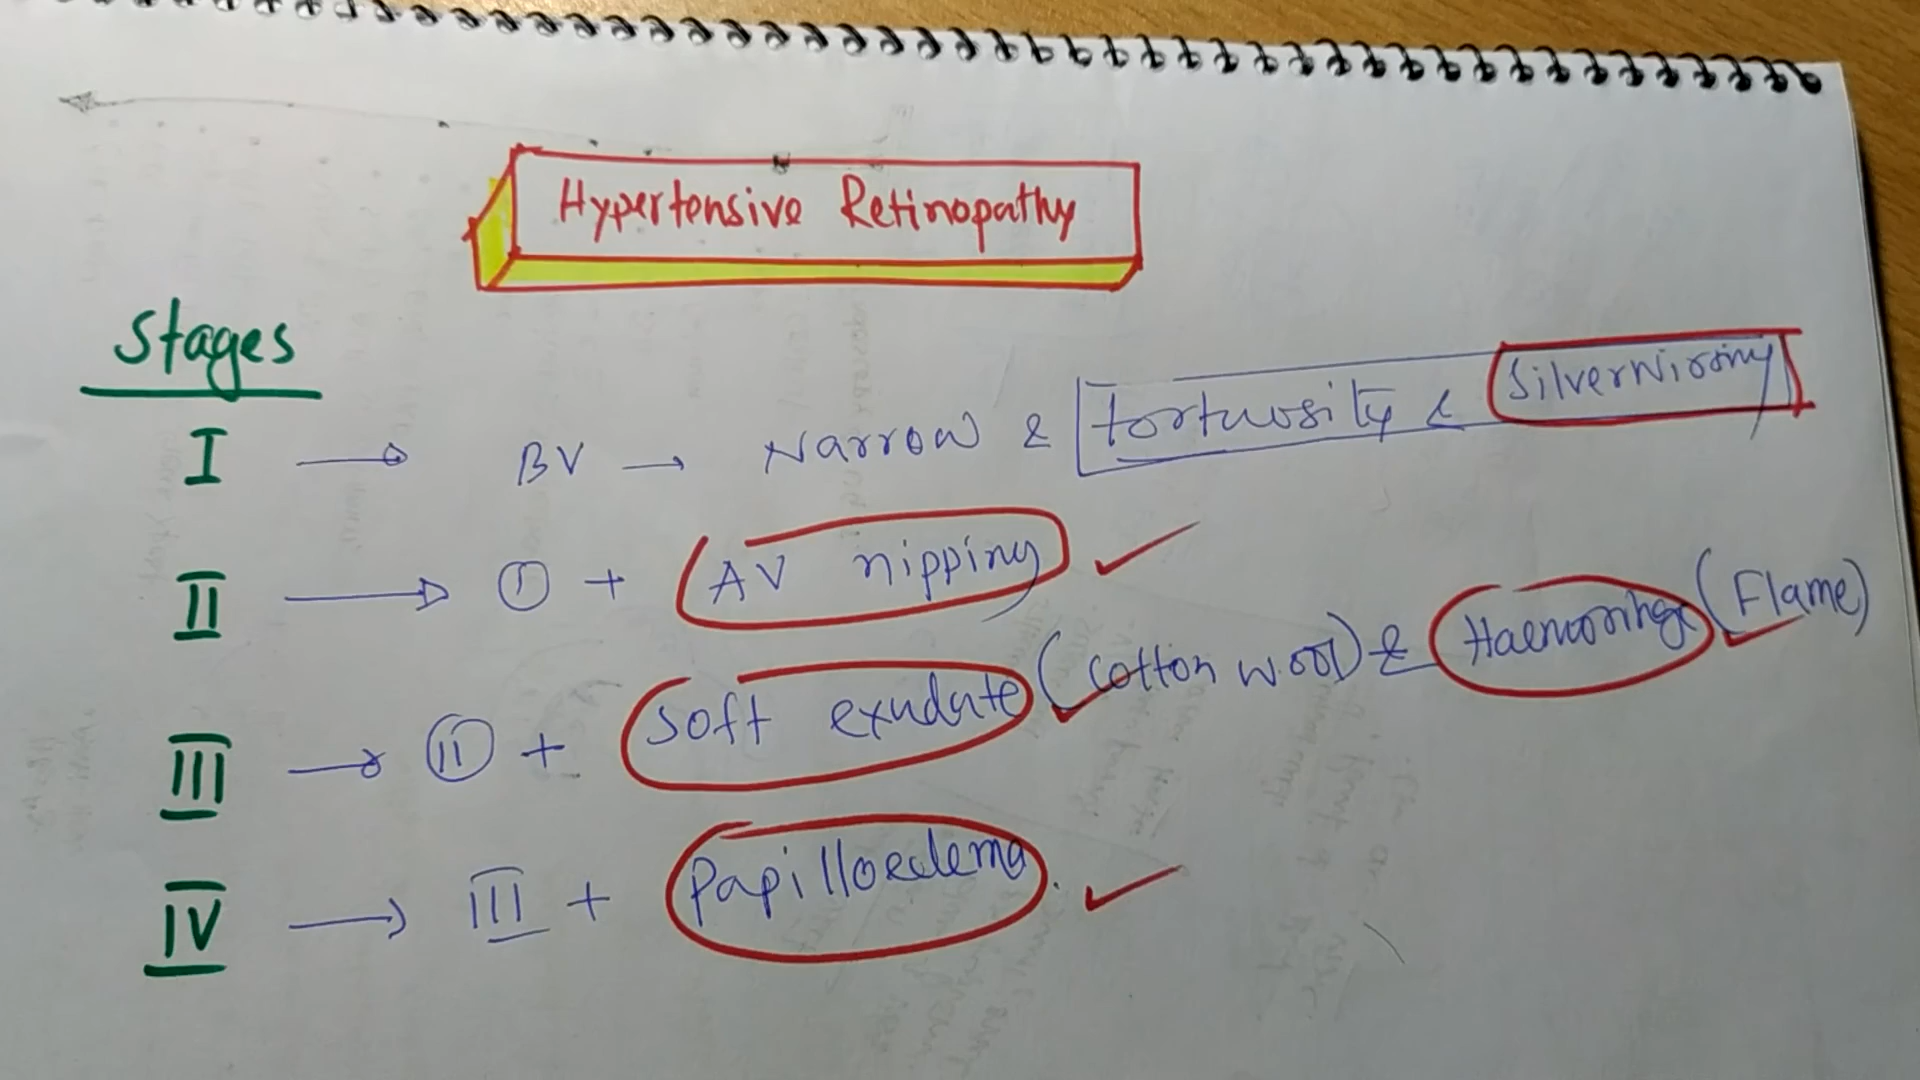 Hypertensive Retinopathy
Stages
I → BV → Narrow & tortuosity & Silverwiring
II → I + AV nipping
III → II + Soft exudate (Cotton wool) & Haemorrhage (Flame)
IV → III + Papilloedema.